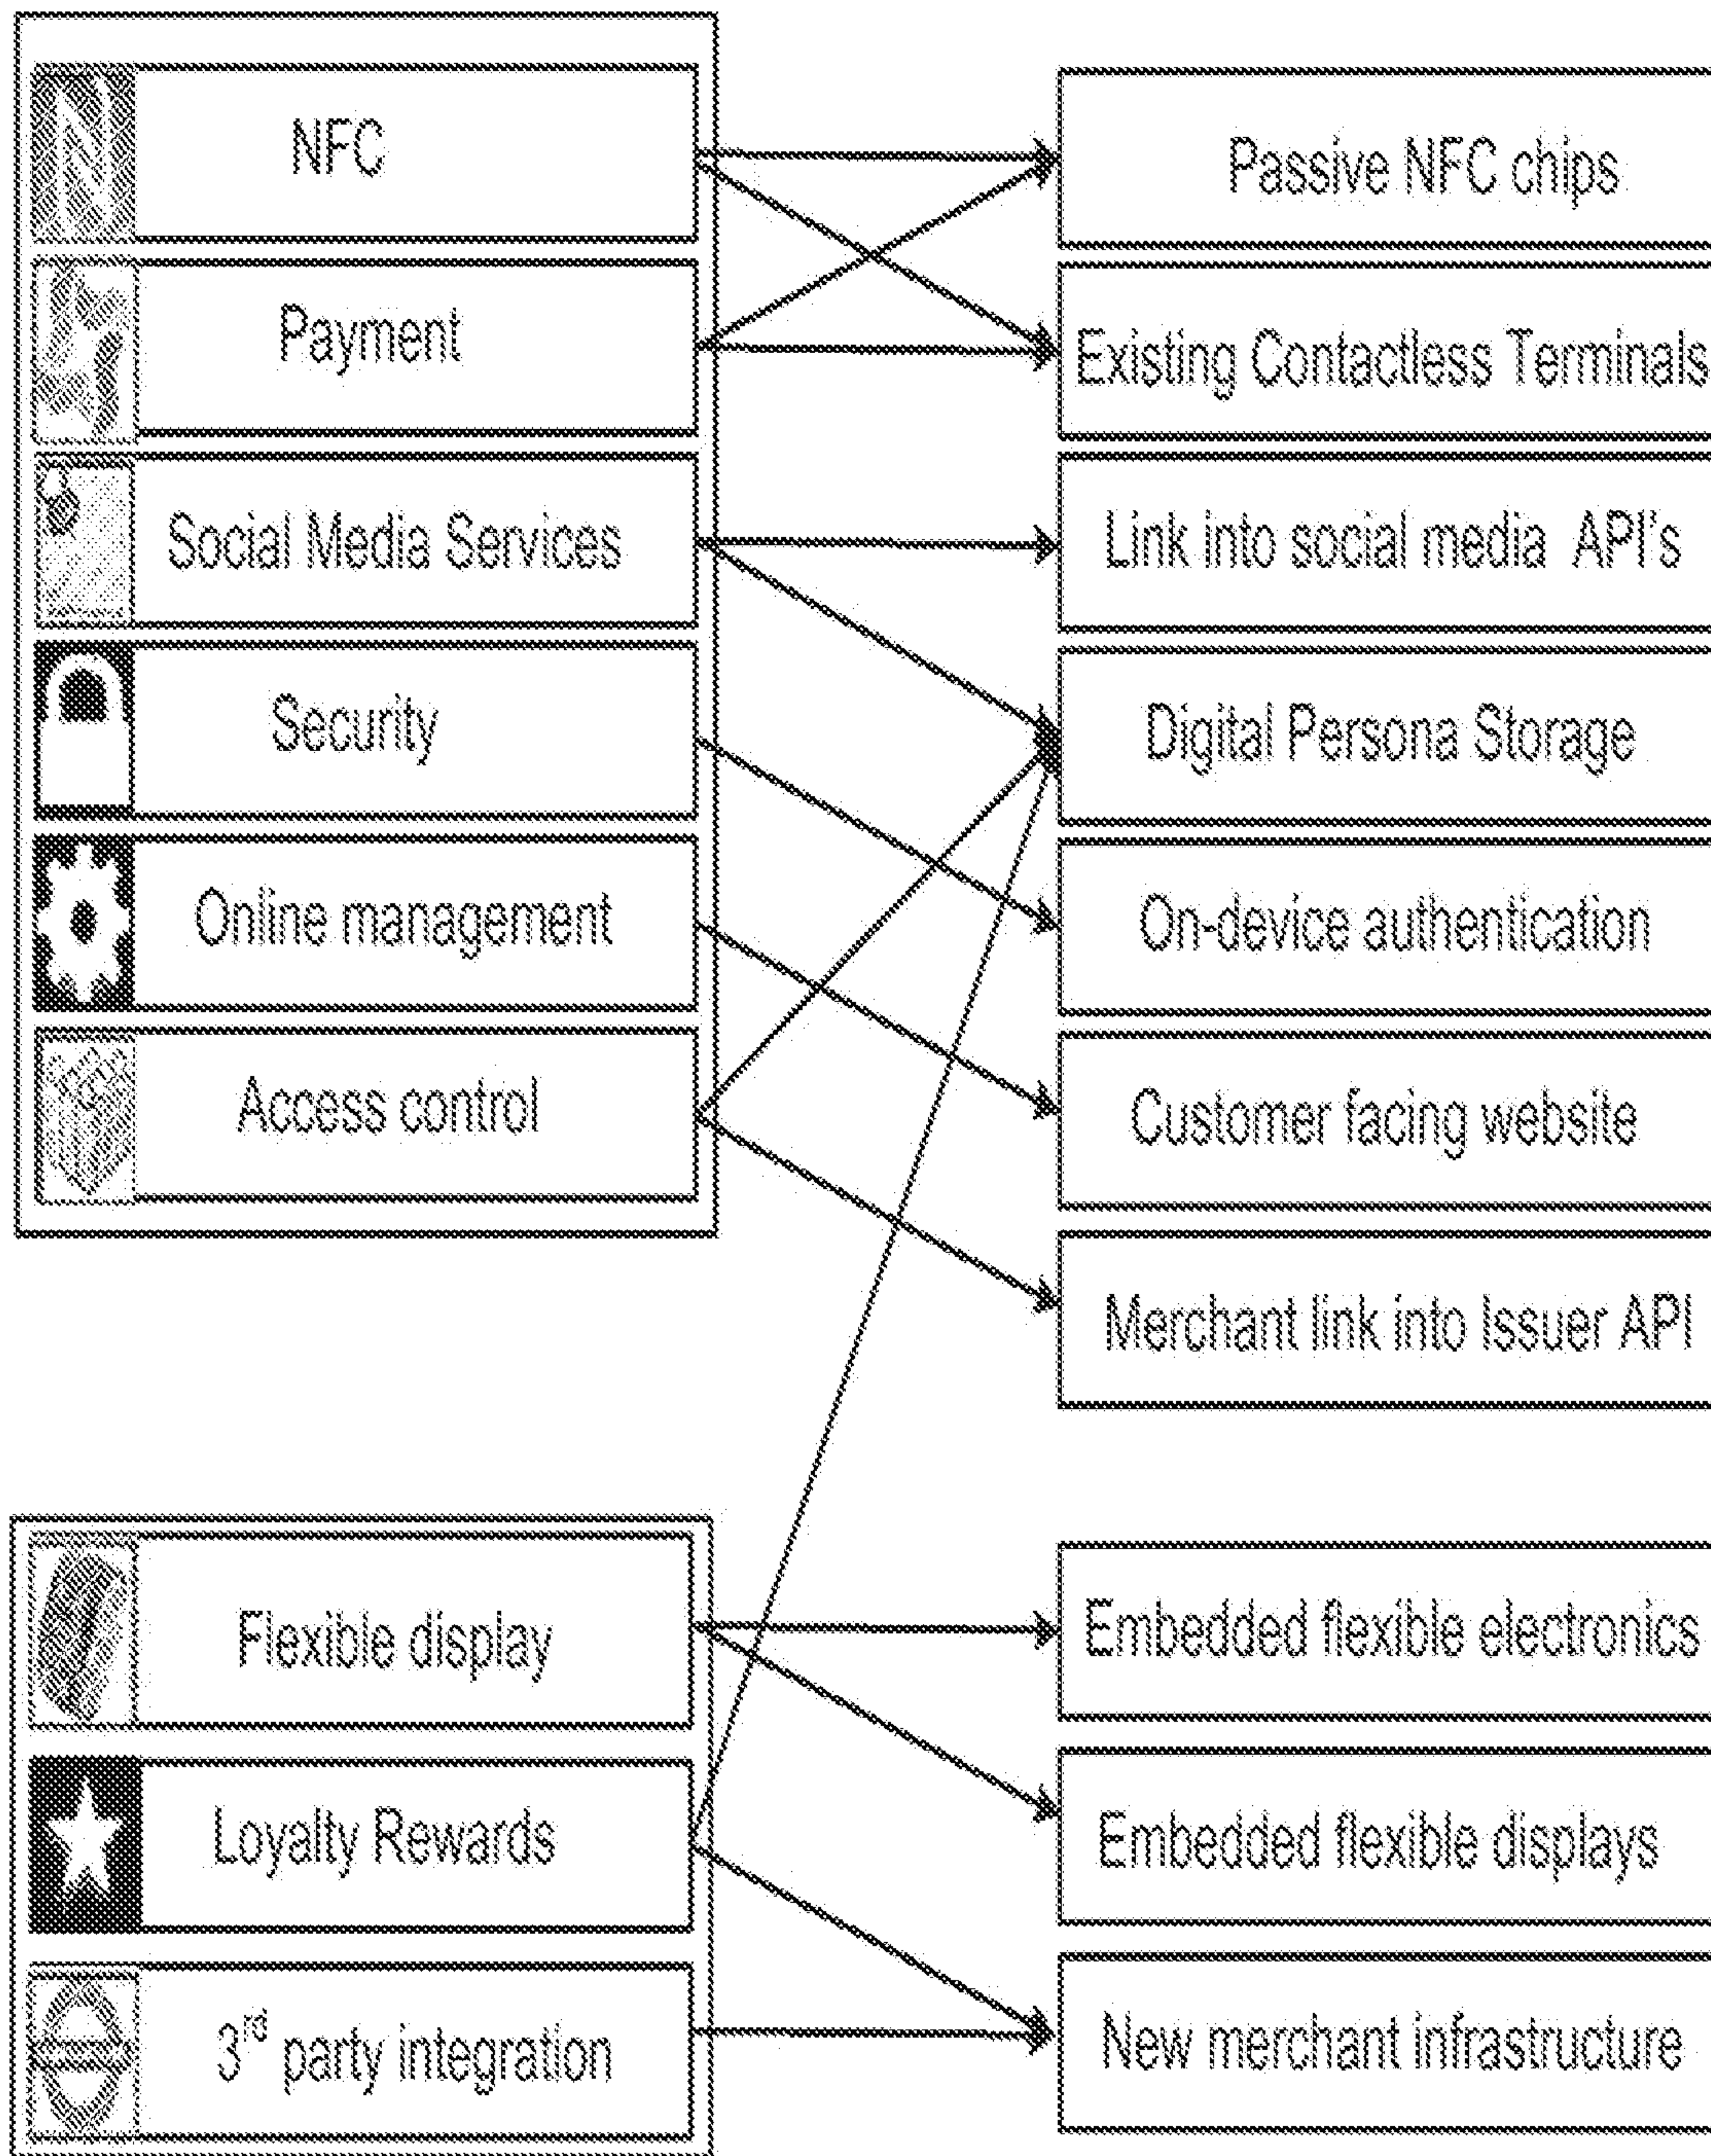 NFC
Passive NFC chips
Payment
Existing Contactless Terminals
Social Media Services
Link into social media API's
Security
Digital Persona Storage
Online management
On-device authentication
Access control
Customer facing website
Merchant link into Issuer API
Flexible display
Embedded flexible electronics
Loyalty Rewards
Embedded flexible displays
3rd party integration
New merchant infrastructure